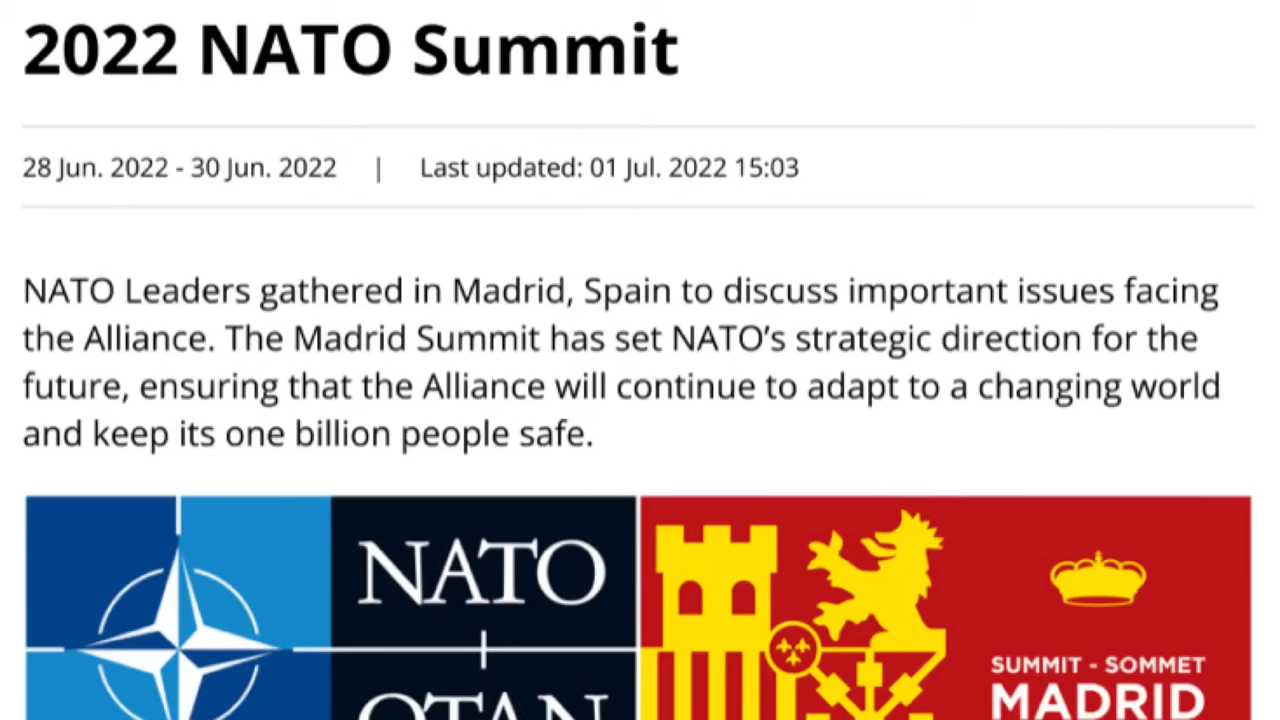 2022 NATO Summit
28 Jun. 2022 - 30 Jun. 2022 | Last updated: 01 Jul. 2022 15:03
NATO Leaders gathered in Madrid, Spain to discuss important issues facing
the Alliance. The Madrid Summit has set NATO’s strategic direction for the
future, ensuring that the Alliance will continue to adapt to a changing world
and keep its one billion people safe.
NATO
OTAN
SUMMIT - SOMMET
MADRID